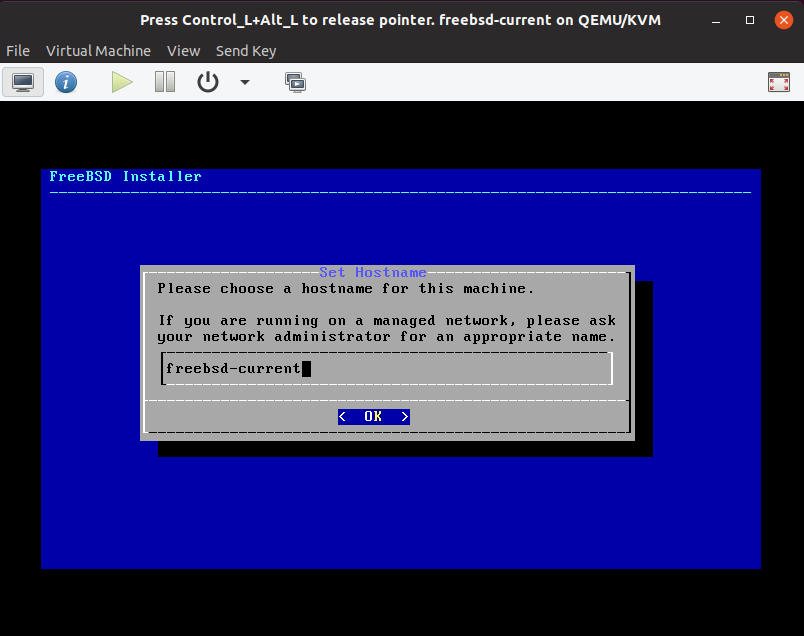 Press Control_L+Alt_L to release pointer. freebsd-current on QEMU/KVM
File Virtual Machine View Send Key
FreeBSD Installer
Set Hostname
Please choose a hostname for this machine.
If you are running on a managed network, please ask
your network administrator for an appropriate name.
freebsd-current
< OK >